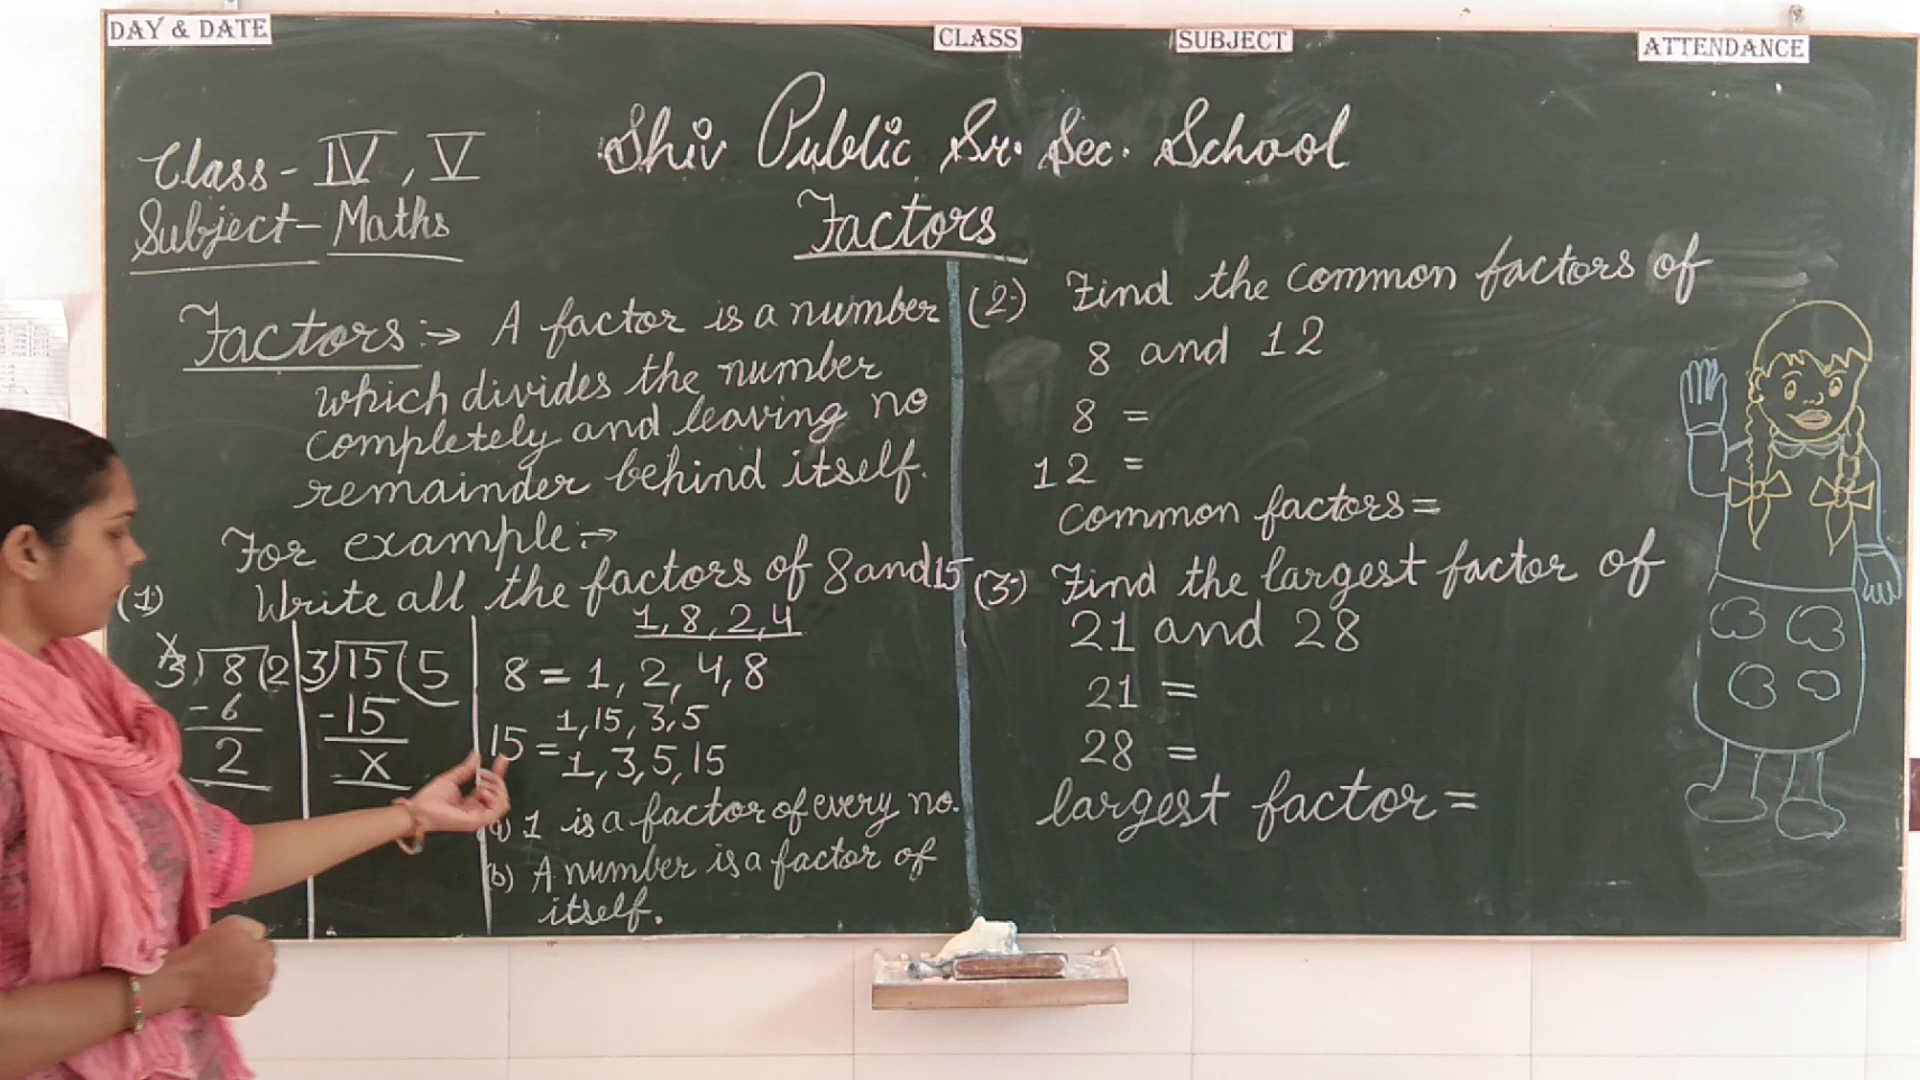 DAY & DATE
CLASS
SUBJECT
ATTENDANCE
Class - IV , V
Shiv Public Sr. Sec. School
Subject - Maths
Factors
Factors :→ A factor is a number
which divides the number
completely and leaving no
remainder behind itself.
For example :→
(1) Write all the factors of 8 and 15
1, 8, 2, 4
X
3) 8 (2
- 6
2
3) 15 (5
- 15
x
8 = 1, 2, 4, 8
1, 15, 3, 5
15 = 1, 3, 5, 15
a) 1 is a factor of every no.
(b) A number is a factor of
itself.
(2) Find the common factors of
8 and 12
8 =
12 =
common factors =
(3) Find the largest factor of
21 and 28
21 =
28 =
largest factor =